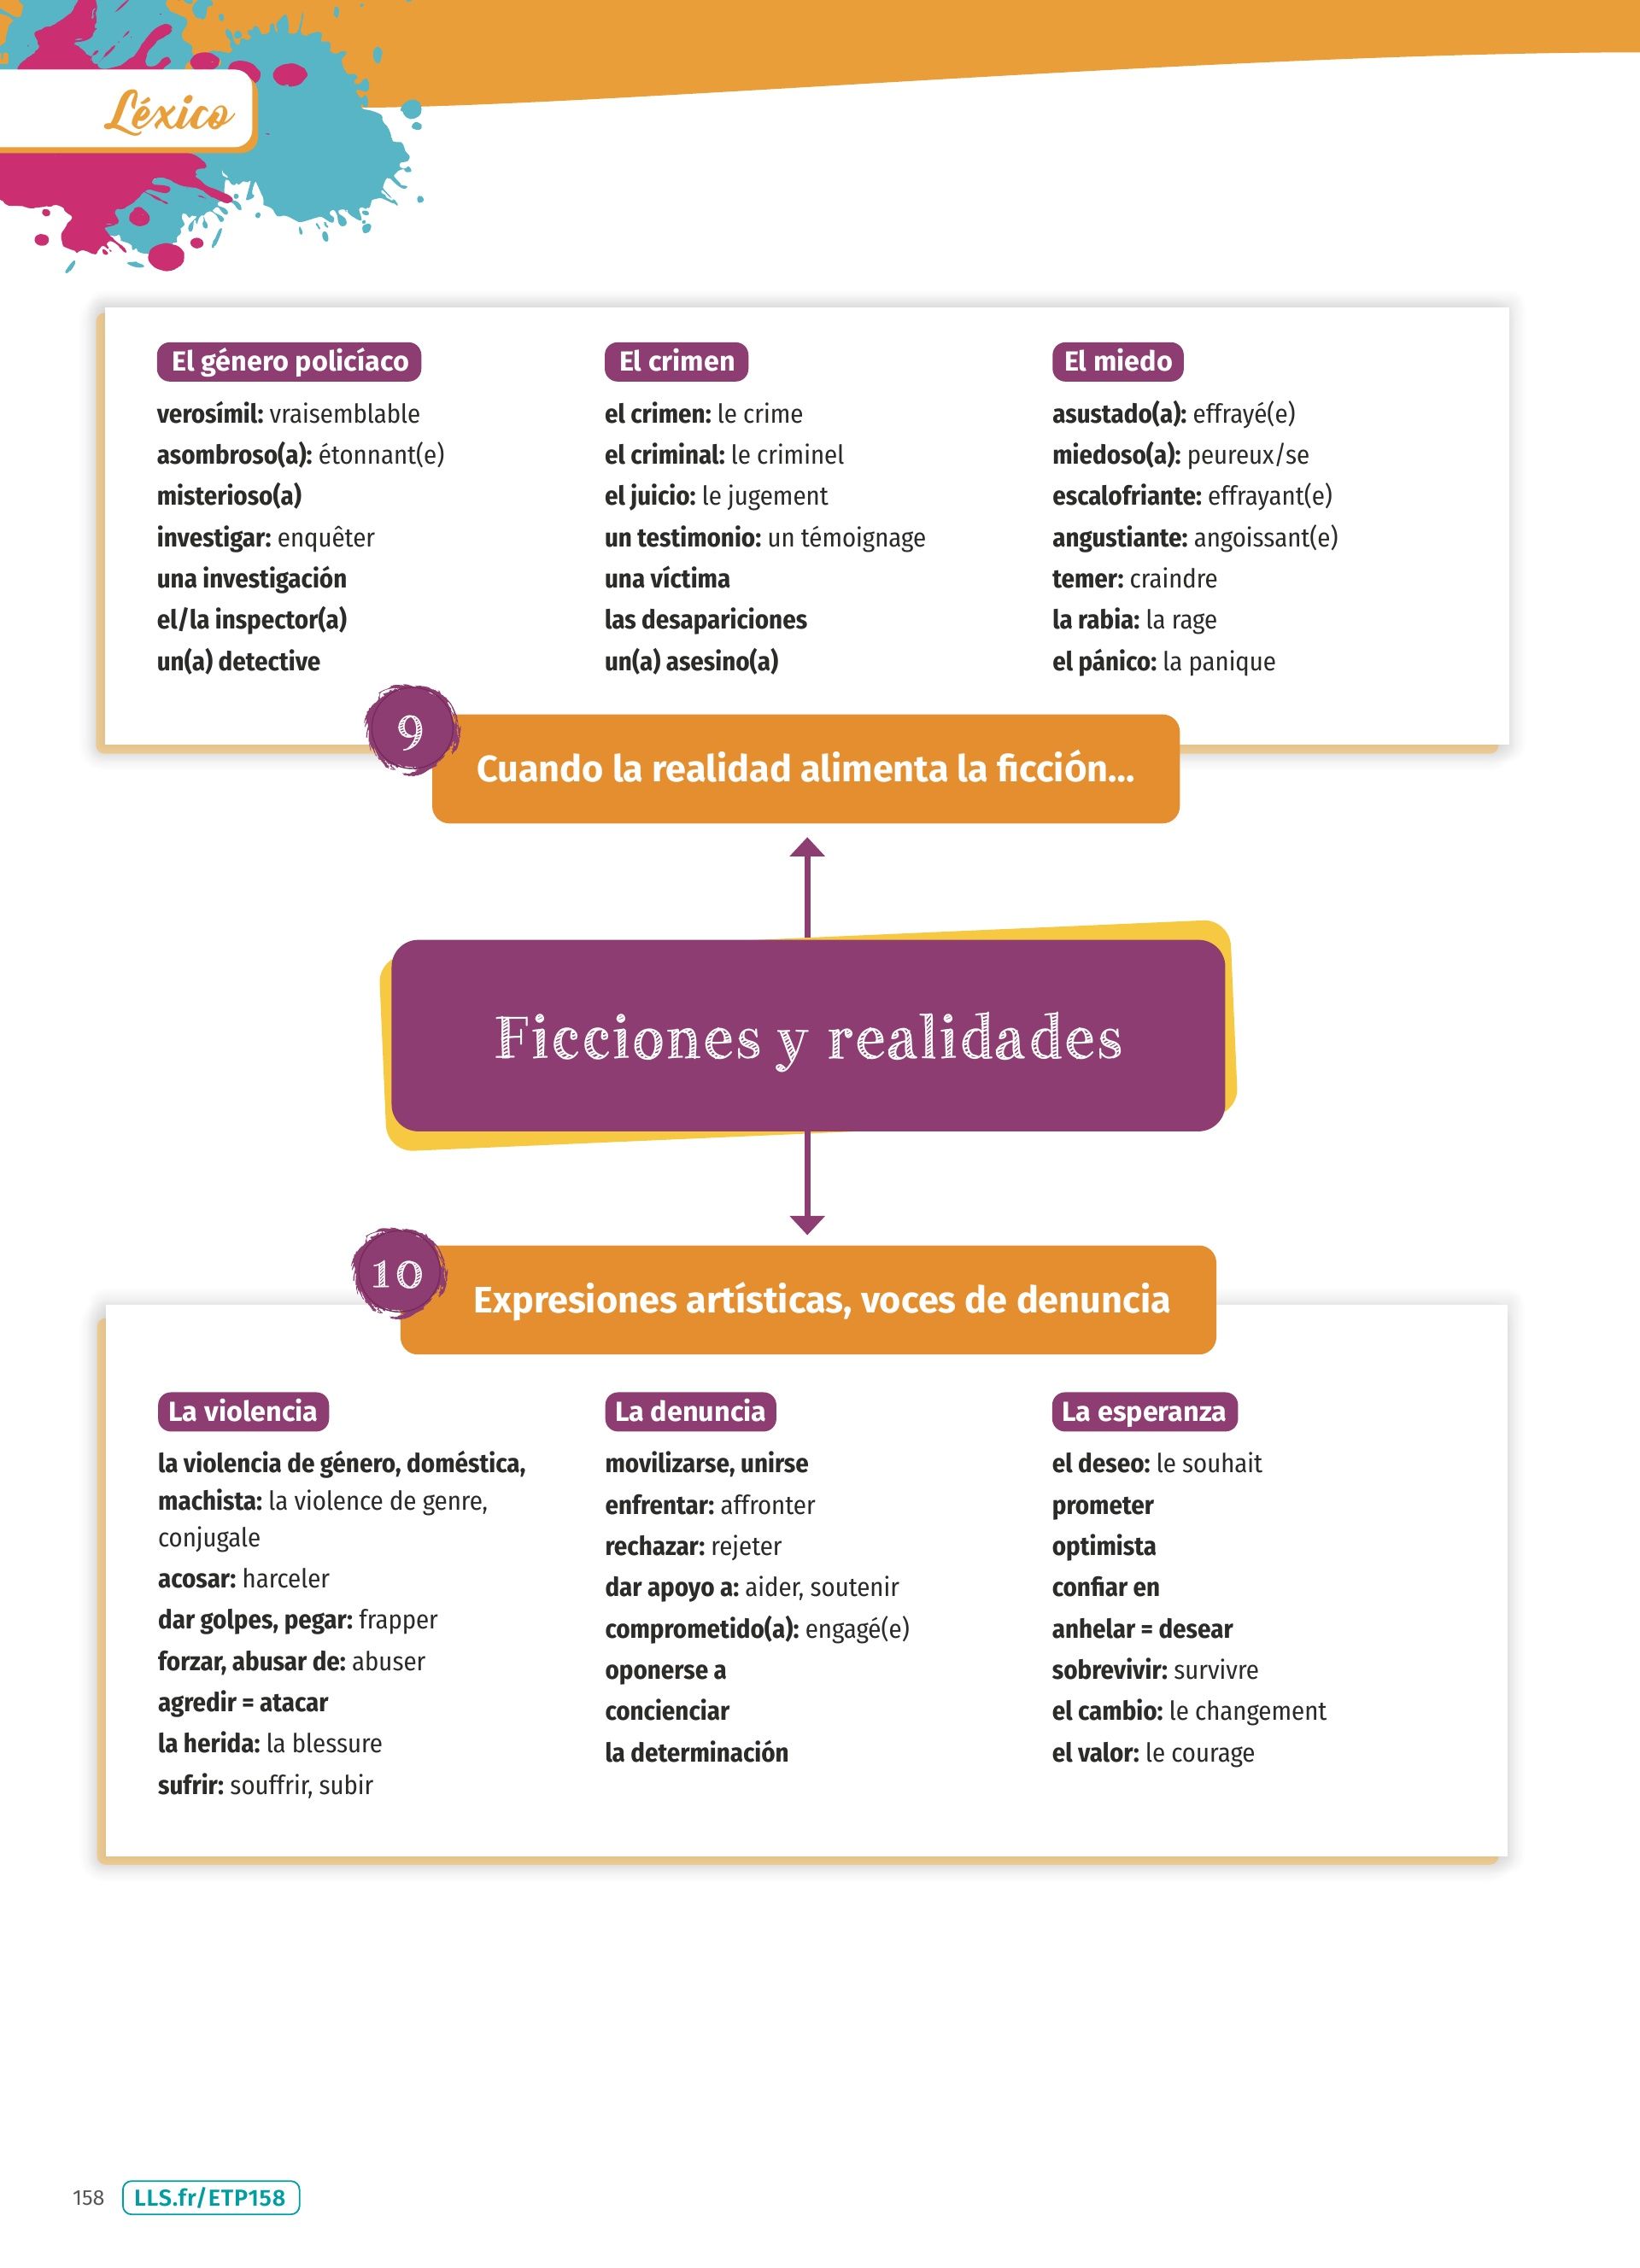 Léxico
El género policíaco
verosímil: vraisemblable
asombroso(a): étonnant(e)
misterioso(a)
investigar: enquêter
una investigación
el/la inspector(a)
un(a) detective
El crimen
el crimen: le crime
el criminal: le criminel
el juicio: le jugement
un testimonio: un témoignage
una víctima
las desapariciones
un(a) asesino(a)
El miedo
asustado(a): effrayé(e)
miedoso(a): peureux/se
escalofriante: effrayant(e)
angustiante: angoissant(e)
temer: craindre
la rabia: la rage
el pánico: la panique
9
Cuando la realidad alimenta la ficción...
Ficciones y realidades
10
Expresiones artísticas, voces de denuncia
La violencia
la violencia de género, doméstica,
machista: la violence de genre,
conjugale
acosar: harceler
dar golpes, pegar: frapper
forzar, abusar de: abuser
agredir = atacar
la herida: la blessure
sufrir: souffrir, subir
La denuncia
movilizarse, unirse
enfrentar: affronter
rechazar: rejeter
dar apoyo a: aider, soutenir
comprometido(a): engagé(e)
oponerse a
concienciar
la determinación
La esperanza
el deseo: le souhait
prometer
optimista
confiar en
anhelar = desear
sobrevivir: survivre
el cambio: le changement
el valor: le courage
158
LLS.fr/ETP158